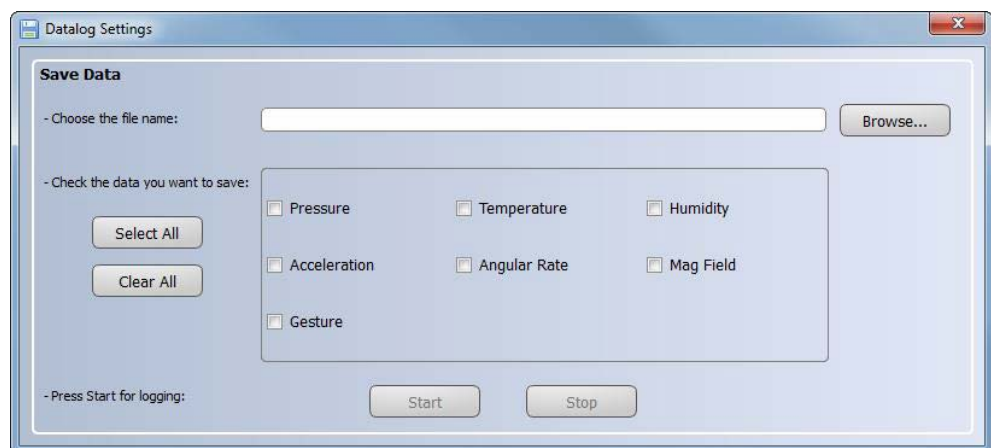 Datalog Settings
x
Save Data
- Choose the file name:
Browse...
- Check the data you want to save:
Pressure Temperature Humidity
Select All
Acceleration Angular Rate Mag Field
Clear All
Gesture
- Press Start for logging: Start Stop